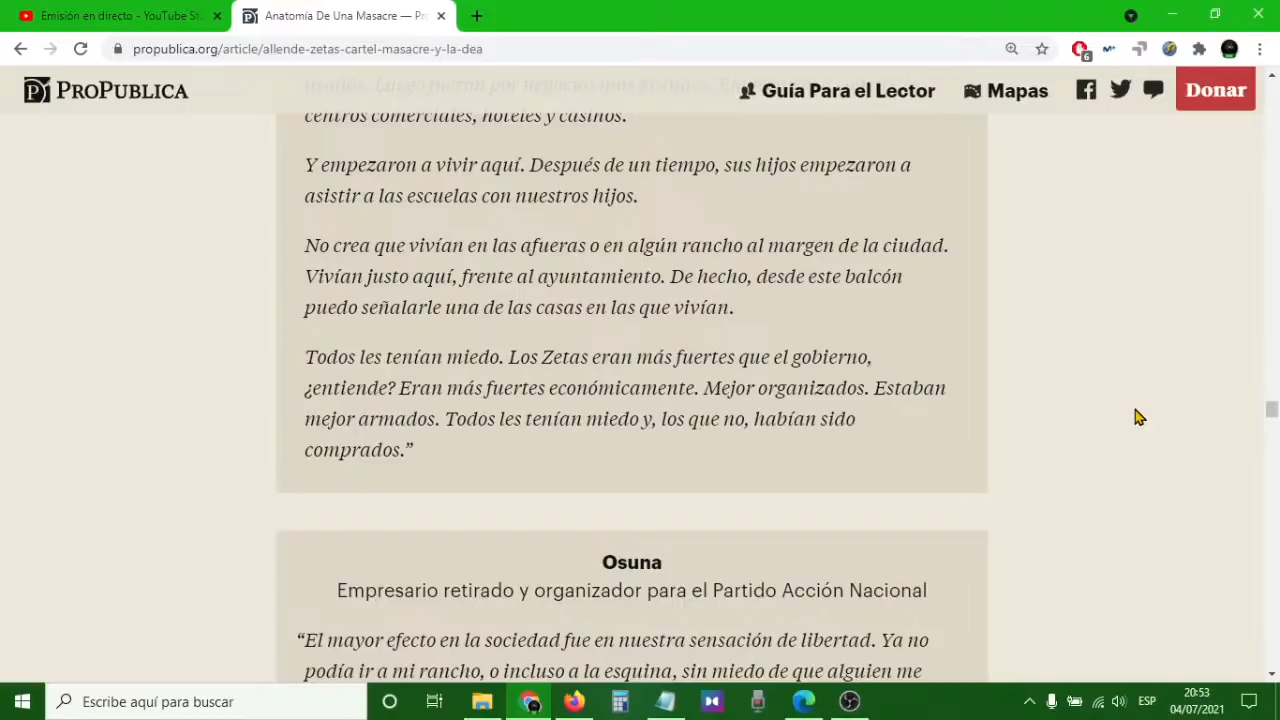 Emisión en directo - YouTube St
Anatomía De Una Masacre — Pr
propublica.org/article/allende-zetas-cartel-masacre-y-la-dea
6
PROPUBLICA
Guía Para el Lector
Mapas
Donar
centros comerciales, hoteles y casinos.
Y empezaron a vivir aquí. Después de un tiempo, sus hijos empezaron a
asistir a las escuelas con nuestros hijos.
No crea que vivían en las afueras o en algún rancho al margen de la ciudad.
Vivían justo aquí, frente al ayuntamiento. De hecho, desde este balcón
puedo señalarle una de las casas en las que vivían.
Todos les tenían miedo. Los Zetas eran más fuertes que el gobierno,
¿entiende? Eran más fuertes económicamente. Mejor organizados. Estaban
mejor armados. Todos les tenían miedo y, los que no, habían sido
comprados.”
Osuna
Empresario retirado y organizador para el Partido Acción Nacional
“El mayor efecto en la sociedad fue en nuestra sensación de libertad. Ya no
podía ir a mi rancho, o incluso a la esquina, sin miedo de que alguien me
Escribe aquí para buscar
ESP
20:53
04/07/2021